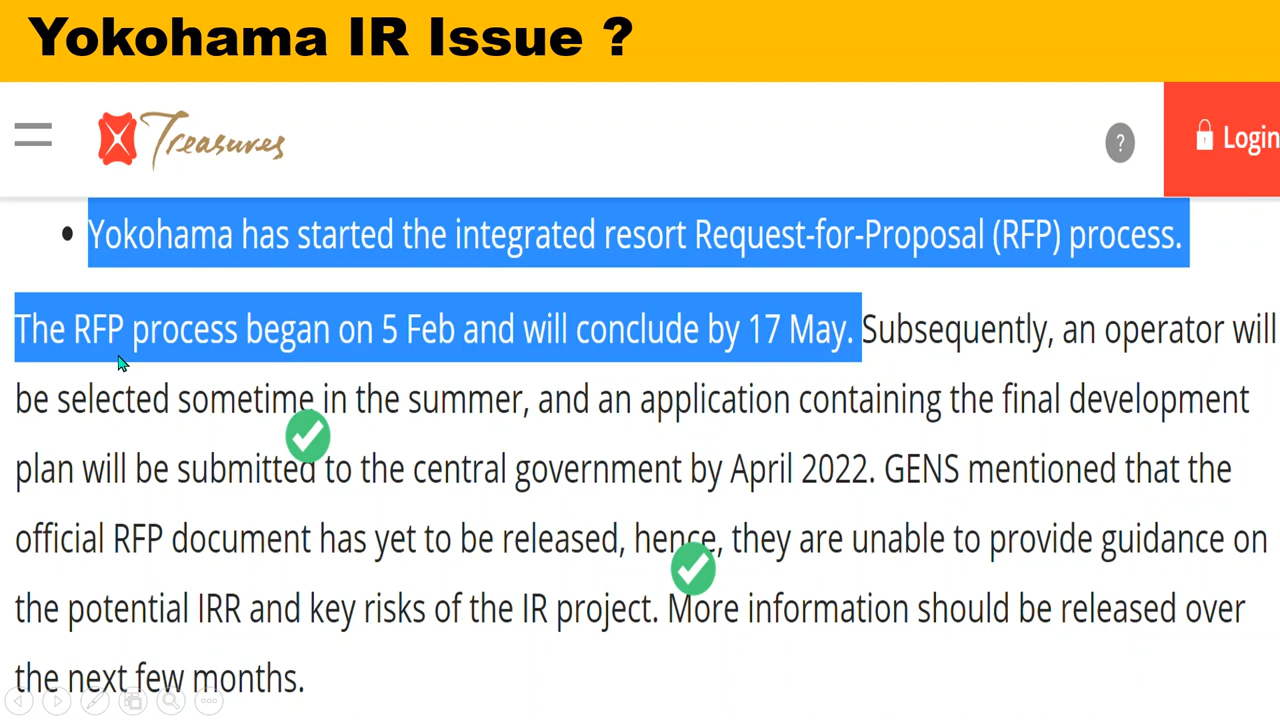 Yokohama IR Issue ?
Treasures
?
Login
• Yokohama has started the integrated resort Request-for-Proposal (RFP) process.
The RFP process began on 5 Feb and will conclude by 17 May. Subsequently, an operator will
be selected sometime in the summer, and an application containing the final development
plan will be submitted to the central government by April 2022. GENS mentioned that the
official RFP document has yet to be released, hence, they are unable to provide guidance on
the potential IRR and key risks of the IR project. More information should be released over
the next few months.